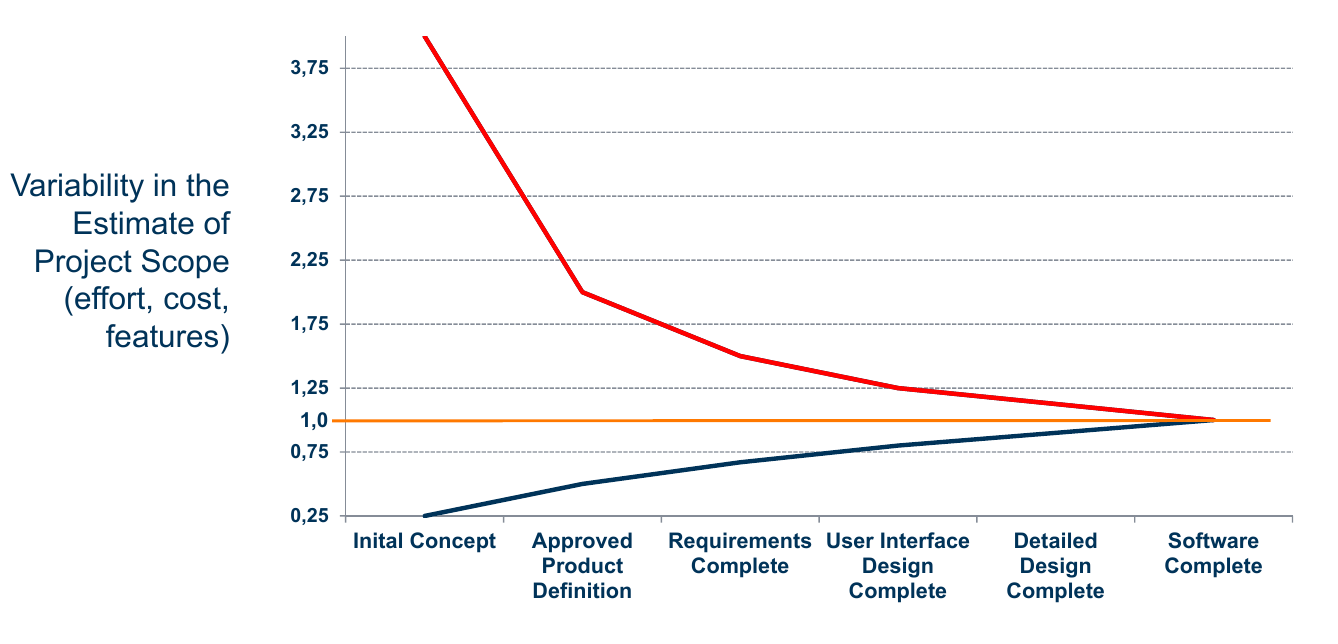 Variability in the
Estimate of
Project Scope
(effort, cost,
features)
3,75
3,25
2,75
2,25
1,75
1,25
1,0
0,75
0,25
Inital Concept
Approved
Product
Definition
Requirements
Complete
User Interface
Design
Complete
Detailed
Design
Complete
Software
Complete